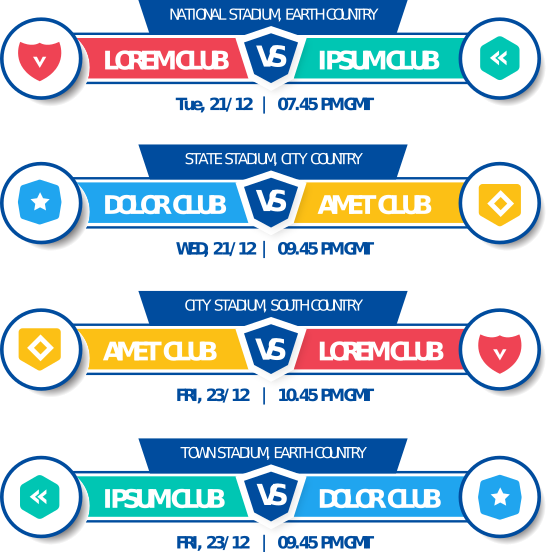 NATIONAL STADIUM, EARTH COUNTRY
LOREM CLUB VS IPSUM CLUB
Tue, 21/12 | 07.45 PM GMT
STATE STADIUM, CITY COUNTRY
DOLOR CLUB VS AMET CLUB
WED, 21/12 | 09.45 PM GMT
CITY STADIUM, SOUTH COUNTRY
AMET CLUB VS LOREM CLUB
FRI, 23/12 | 10.45 PM GMT
TOWN STADIUM, EARTH COUNTRY
IPSUM CLUB VS DOLOR CLUB
FRI, 23/12 | 09.45 PM GMT